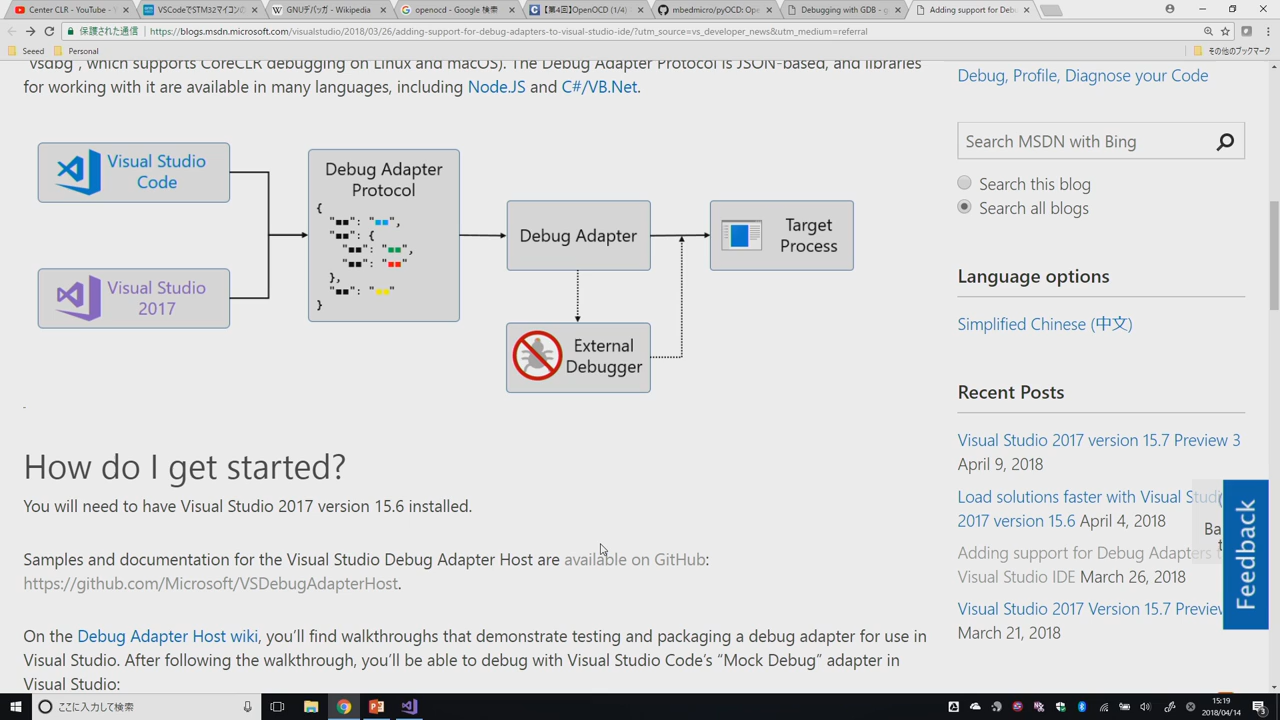 Center CLR - YouTube -
VSCodeでSTM32マイコンの
GNUデバッガ - Wikipedia
openocd - Google 検索
【第4回】OpenOCD (1/4)
mbedmicro/pyOCD: Ope
Debugging with GDB - g
Adding support for Debu
保護された通信
https://blogs.msdn.microsoft.com/visualstudio/2018/03/26/adding-support-for-debug-adapters-to-visual-studio-ide/?utm_source=vs_developer_news&utm_medium=referral
Seeed
Personal
その他のブックマーク
"vsdbg", which supports CoreCLR debugging on Linux and macOS). The Debug Adapter Protocol is JSON-based, and libraries
for working with it are available in many languages, including Node.JS and C#/VB.Net.
Visual Studio
Code
Visual Studio
2017
Debug Adapter
Protocol
{
"■■": "■■",
"■■": {
"■■": "■■",
"■■": "■■"
},
"■■": "■■"
}
Debug Adapter
External
Debugger
Target
Process
How do I get started?
You will need to have Visual Studio 2017 version 15.6 installed.
Samples and documentation for the Visual Studio Debug Adapter Host are available on GitHub:
https://github.com/Microsoft/VSDebugAdapterHost.
On the Debug Adapter Host wiki, you'll find walkthroughs that demonstrate testing and packaging a debug adapter for use in
Visual Studio. After following the walkthrough, you'll be able to debug with Visual Studio Code's "Mock Debug" adapter in
Visual Studio:
Debug, Profile, Diagnose your Code
Search MSDN with Bing
Search this blog
Search all blogs
Language options
Simplified Chinese (中文)
Recent Posts
Visual Studio 2017 version 15.7 Preview 3
April 9, 2018
Load solutions faster with Visual Stud
2017 version 15.6 April 4, 2018
Adding support for Debug Adapters
Visual Studio IDE March 26, 2018
Visual Studio 2017 Version 15.7 Preview
March 21, 2018
Ba
t
Feedback
ここに入力して検索
15:19
2018/04/14